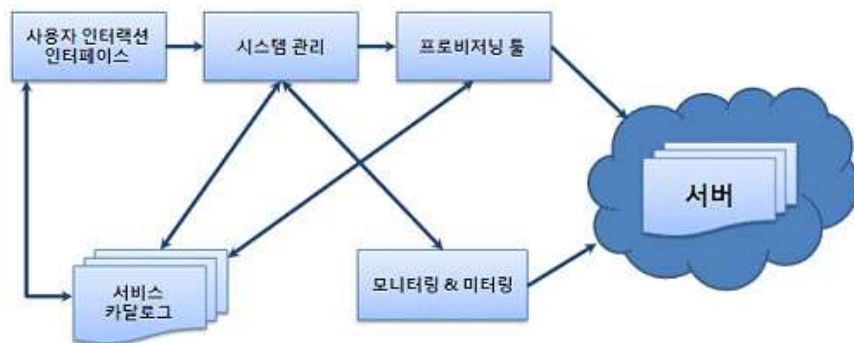 사용자 인터랙션
인터페이스
시스템 관리
프로비저닝 툴
서버
서비스
카달로그
모니터링 & 미터링